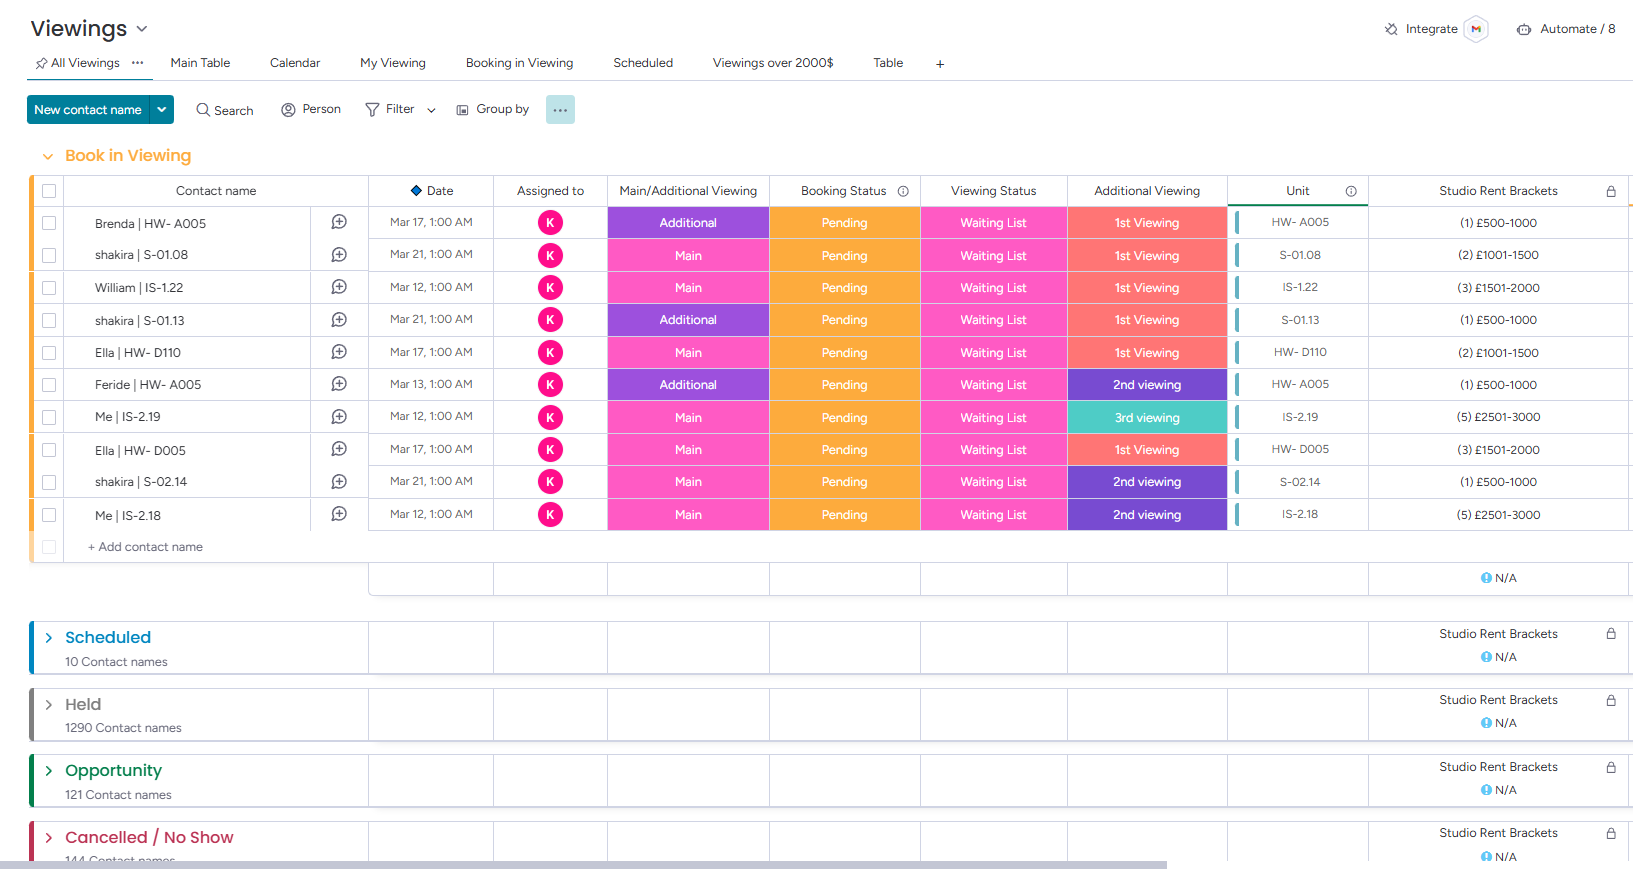 Viewings
Integrate
Automate / 8
All Viewings ··· Main Table Calendar My Viewing Booking in Viewing Scheduled Viewings over 2000$ Table +
New contact name Search Person Filter Group by ···
Book in Viewing
Contact name Date Assigned to Main/Additional Viewing Booking Status Viewing Status Additional Viewing Unit Studio Rent Brackets
Brenda | HW- A005 Mar 17, 1:00 AM K Additional Pending Waiting List 1st Viewing HW- A005 (1) £500-1000
shakira | S-01.08 Mar 21, 1:00 AM K Main Pending Waiting List 1st Viewing S-01.08 (2) £1001-1500
William | IS-1.22 Mar 12, 1:00 AM K Main Pending Waiting List 1st Viewing IS-1.22 (3) £1501-2000
shakira | S-01.13 Mar 21, 1:00 AM K Additional Pending Waiting List 1st Viewing S-01.13 (1) £500-1000
Ella | HW- D110 Mar 17, 1:00 AM K Main Pending Waiting List 1st Viewing HW- D110 (2) £1001-1500
Feride | HW- A005 Mar 13, 1:00 AM K Additional Pending Waiting List 2nd viewing HW- A005 (1) £500-1000
Me | IS-2.19 Mar 12, 1:00 AM K Main Pending Waiting List 3rd viewing IS-2.19 (5) £2501-3000
Ella | HW- D005 Mar 17, 1:00 AM K Main Pending Waiting List 1st Viewing HW- D005 (3) £1501-2000
shakira | S-02.14 Mar 21, 1:00 AM K Main Pending Waiting List 2nd viewing S-02.14 (1) £500-1000
Me | IS-2.18 Mar 12, 1:00 AM K Main Pending Waiting List 2nd viewing IS-2.18 (5) £2501-3000
+ Add contact name
N/A
Scheduled Studio Rent Brackets
10 Contact names N/A
Held Studio Rent Brackets
1290 Contact names N/A
Opportunity Studio Rent Brackets
121 Contact names N/A
Cancelled / No Show Studio Rent Brackets
144 Contact names N/A